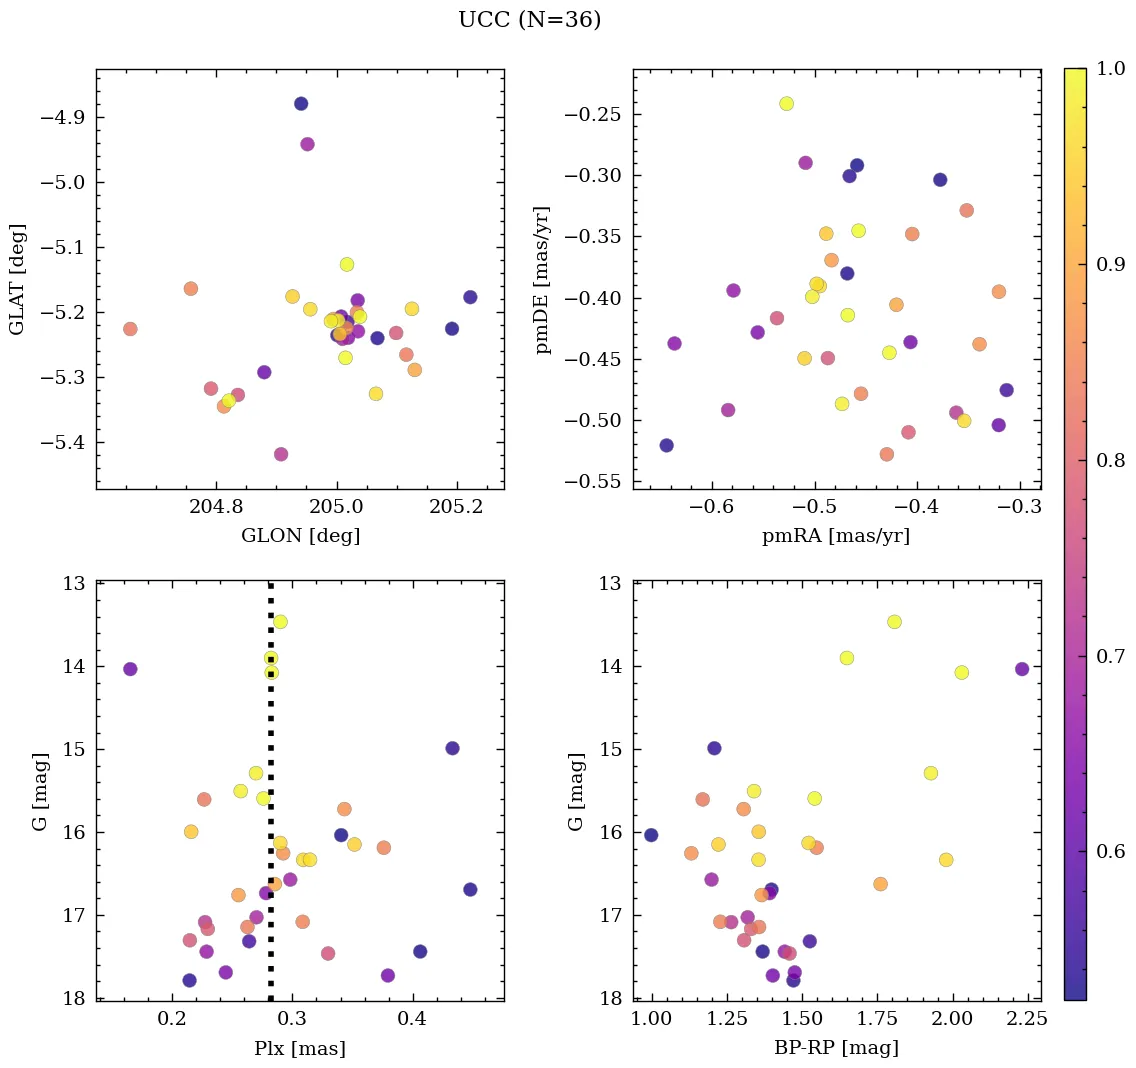 UCC (N=36)
−4.9
−5.0
−5.1
−5.2
−5.3
−5.4
GLAT [deg]
204.8 205.0 205.2
GLON [deg]
−0.25
−0.30
−0.35
−0.40
−0.45
−0.50
−0.55
pmDE [mas/yr]
−0.6 −0.5 −0.4 −0.3
pmRA [mas/yr]
1.0
0.9
0.8
0.7
0.6
13
14
15
16
17
18
G [mag]
0.2 0.3 0.4
Plx [mas]
13
14
15
16
17
18
G [mag]
1.00 1.25 1.50 1.75 2.00 2.25
BP-RP [mag]